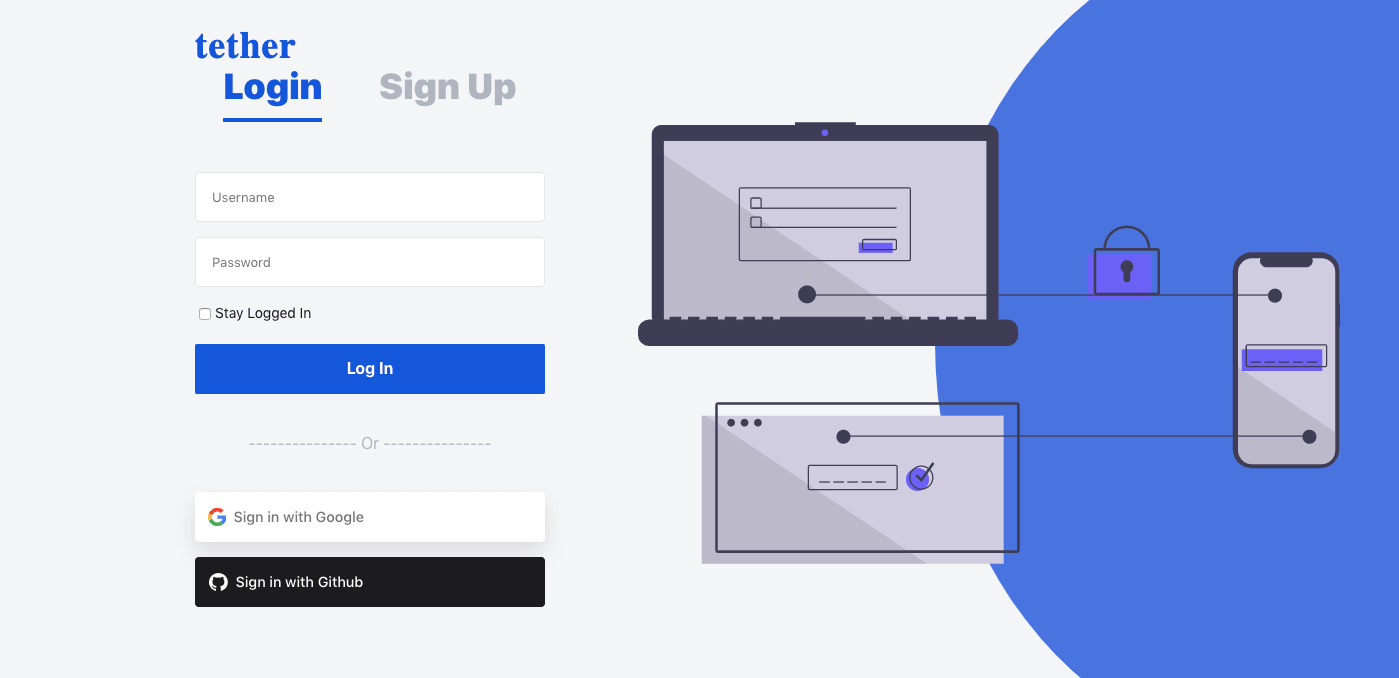 tether
Login Sign Up
Username
Password
Stay Logged In
Log In
--------------- Or ---------------
Sign in with Google
Sign in with Github